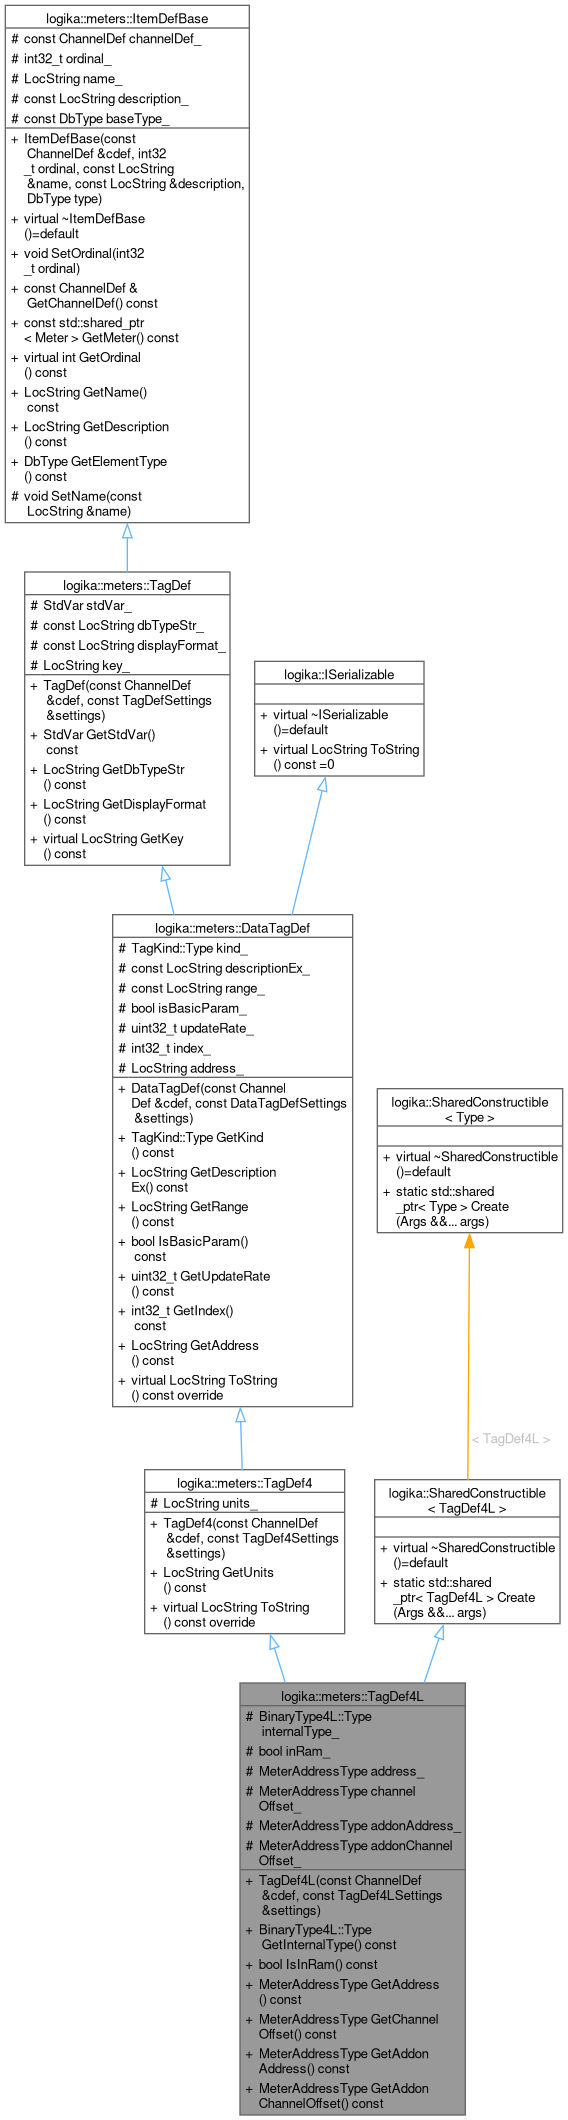 logika::meters::ItemDefBase
# const ChannelDef channelDef_
# int32_t ordinal_
# LocString name_
# const LocString description_
# const DbType baseType_
+ ItemDefBase(const
ChannelDef &cdef, int32
_t ordinal, const LocString
&name, const LocString &description,
DbType type)
+ virtual ~ItemDefBase
()=default
+ void SetOrdinal(int32
_t ordinal)
+ const ChannelDef &
GetChannelDef() const
+ const std::shared_ptr
< Meter > GetMeter() const
+ virtual int GetOrdinal
() const
+ LocString GetName()
const
+ LocString GetDescription
() const
+ DbType GetElementType
() const
# void SetName(const
LocString &name)
logika::meters::TagDef
# StdVar stdVar_
# const LocString dbTypeStr_
# const LocString displayFormat_
# LocString key_
+ TagDef(const ChannelDef
&cdef, const TagDefSettings
&settings)
+ StdVar GetStdVar()
const
+ LocString GetDbTypeStr
() const
+ LocString GetDisplayFormat
() const
+ virtual LocString GetKey
() const
logika::ISerializable
+ virtual ~ISerializable
()=default
+ virtual LocString ToString
() const =0
logika::meters::DataTagDef
# TagKind::Type kind_
# const LocString descriptionEx_
# const LocString range_
# bool isBasicParam_
# uint32_t updateRate_
# int32_t index_
# LocString address_
+ DataTagDef(const Channel
Def &cdef, const DataTagDefSettings
&settings)
+ TagKind::Type GetKind
() const
+ LocString GetDescription
Ex() const
+ LocString GetRange
() const
+ bool IsBasicParam()
const
+ uint32_t GetUpdateRate
() const
+ int32_t GetIndex()
const
+ LocString GetAddress
() const
+ virtual LocString ToString
() const override
logika::SharedConstructible
< Type >
+ virtual ~SharedConstructible
()=default
+ static std::shared
_ptr< Type > Create
(Args &&... args)
< TagDef4L >
logika::meters::TagDef4
# LocString units_
+ TagDef4(const ChannelDef
&cdef, const TagDef4Settings
&settings)
+ LocString GetUnits
() const
+ virtual LocString ToString
() const override
logika::SharedConstructible
< TagDef4L >
+ virtual ~SharedConstructible
()=default
+ static std::shared
_ptr< TagDef4L > Create
(Args &&... args)
logika::meters::TagDef4L
# BinaryType4L::Type
internalType_
# bool inRam_
# MeterAddressType address_
# MeterAddressType channel
Offset_
# MeterAddressType addonAddress_
# MeterAddressType addonChannel
Offset_
+ TagDef4L(const ChannelDef
&cdef, const TagDef4LSettings
&settings)
+ BinaryType4L::Type
GetInternalType() const
+ bool IsInRam() const
+ MeterAddressType GetAddress
() const
+ MeterAddressType GetChannel
Offset() const
+ MeterAddressType GetAddon
Address() const
+ MeterAddressType GetAddon
ChannelOffset() const